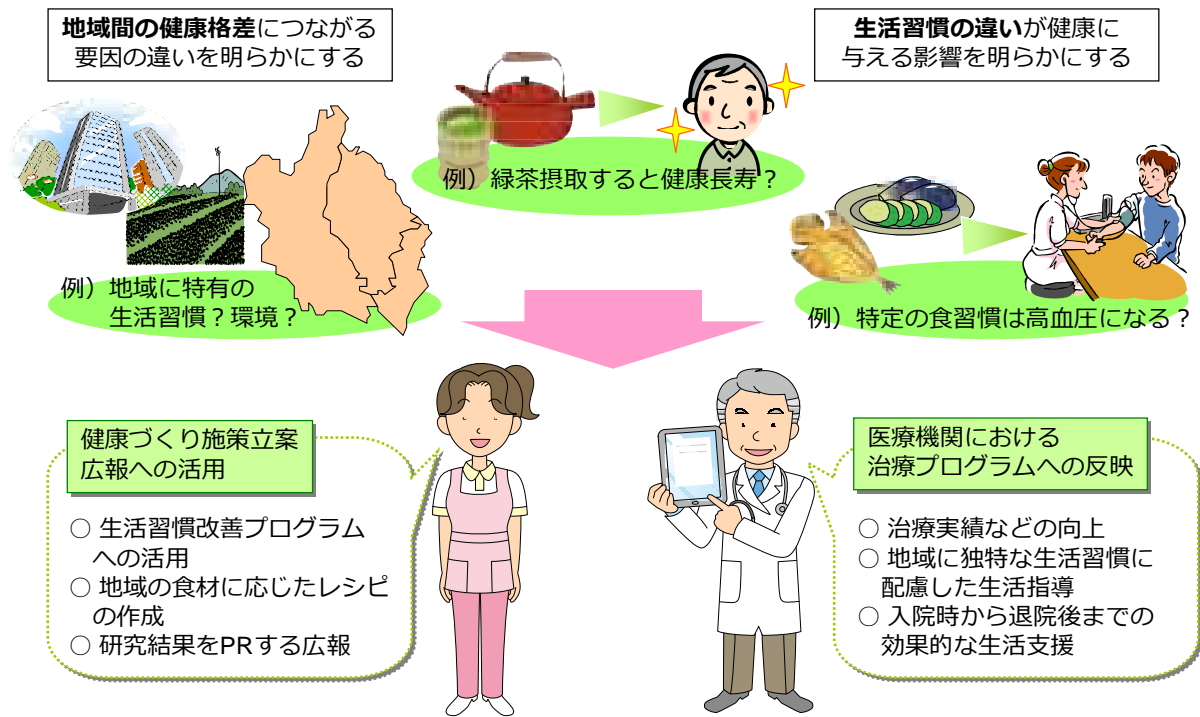 地域間の健康格差につながる
要因の違いを明らかにする
生活習慣の違いが健康に
与える影響を明らかにする
例）緑茶摂取すると健康長寿？
例）地域に特有の
生活習慣？環境？
例）特定の食習慣は高血圧になる？
健康づくり施策立案
広報への活用
○ 生活習慣改善プログラム
への活用
○ 地域の食材に応じたレシピ
の作成
○ 研究結果をPRする広報
医療機関における
治療プログラムへの反映
○ 治療実績などの向上
○ 地域に独特な生活習慣に
配慮した生活指導
○ 入院時から退院後までの
効果的な生活支援